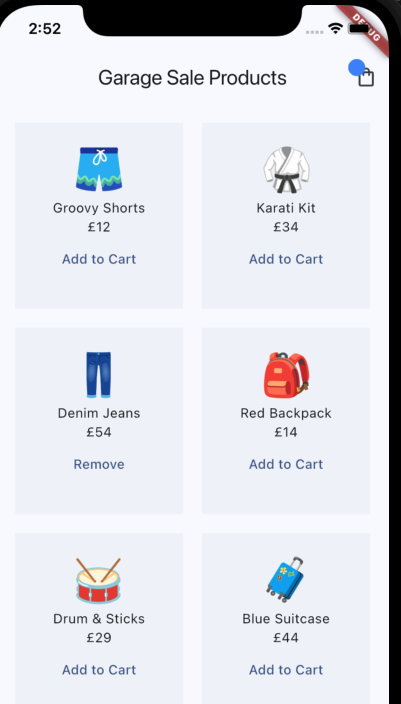 2:52
DEBUG
Garage Sale Products
Groovy Shorts
£12
Add to Cart
Karati Kit
£34
Add to Cart
Denim Jeans
£54
Remove
Red Backpack
£14
Add to Cart
Drum & Sticks
£29
Add to Cart
Blue Suitcase
£44
Add to Cart